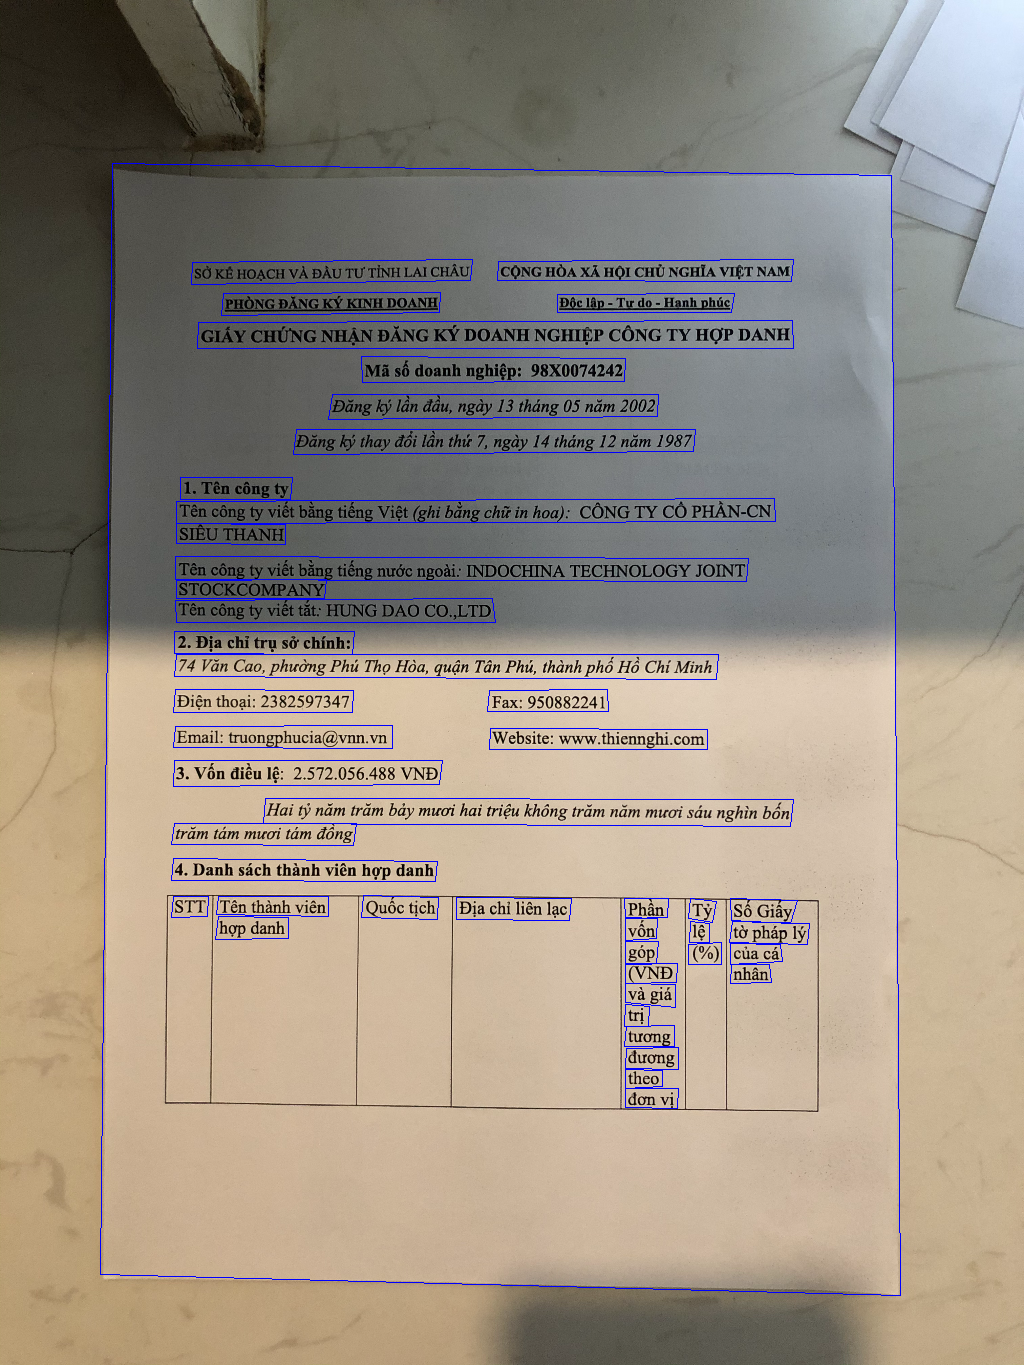 SỞ KẾ HOẠCH VÀ ĐẦU TƯ TỈNH LAI CHÂU
CỘNG HÒA XÃ HỘI CHỦ NGHĨA VIỆT NAM
PHÒNG ĐĂNG KÝ KINH DOANH
Độc lập - Tự do - Hạnh phúc
GIẤY CHỨNG NHẬN ĐĂNG KÝ DOANH NGHIỆP CÔNG TY HỢP DANH
Mã số doanh nghiệp: 98X0074242
Đăng ký lần đầu, ngày 13 tháng 05 năm 2002
Đăng ký thay đổi lần thứ 7, ngày 14 tháng 12 năm 1987
1. Tên công ty
Tên công ty viết bằng tiếng Việt (ghi bằng chữ in hoa): CÔNG TY CỔ PHẦN-CN
SIÊU THANH
Tên công ty viết bằng tiếng nước ngoài: INDOCHINA TECHNOLOGY JOINT
STOCKCOMPANY
Tên công ty viết tắt: HUNG DAO CO.,LTD
2. Địa chỉ trụ sở chính:
74 Văn Cao, phường Phú Thọ Hòa, quận Tân Phú, thành phố Hồ Chí Minh
Điện thoại: 2382597347
Fax: 950882241
Email: truongphucia@vnn.vn
Website: www.thiennghi.com
3. Vốn điều lệ: 2.572.056.488 VNĐ
Hai tỷ năm trăm bảy mươi hai triệu không trăm năm mươi sáu nghìn bốn
trăm tám mươi tám đồng
4. Danh sách thành viên hợp danh
STT
Tên thành viên
hợp danh
Quốc tịch
Địa chỉ liên lạc
Phần
vốn
góp
(VNĐ
và giá
trị
tương
đương
theo
đơn vị
Tỷ
lệ
(%)
Số Giấy
tờ pháp lý
của cá
nhân